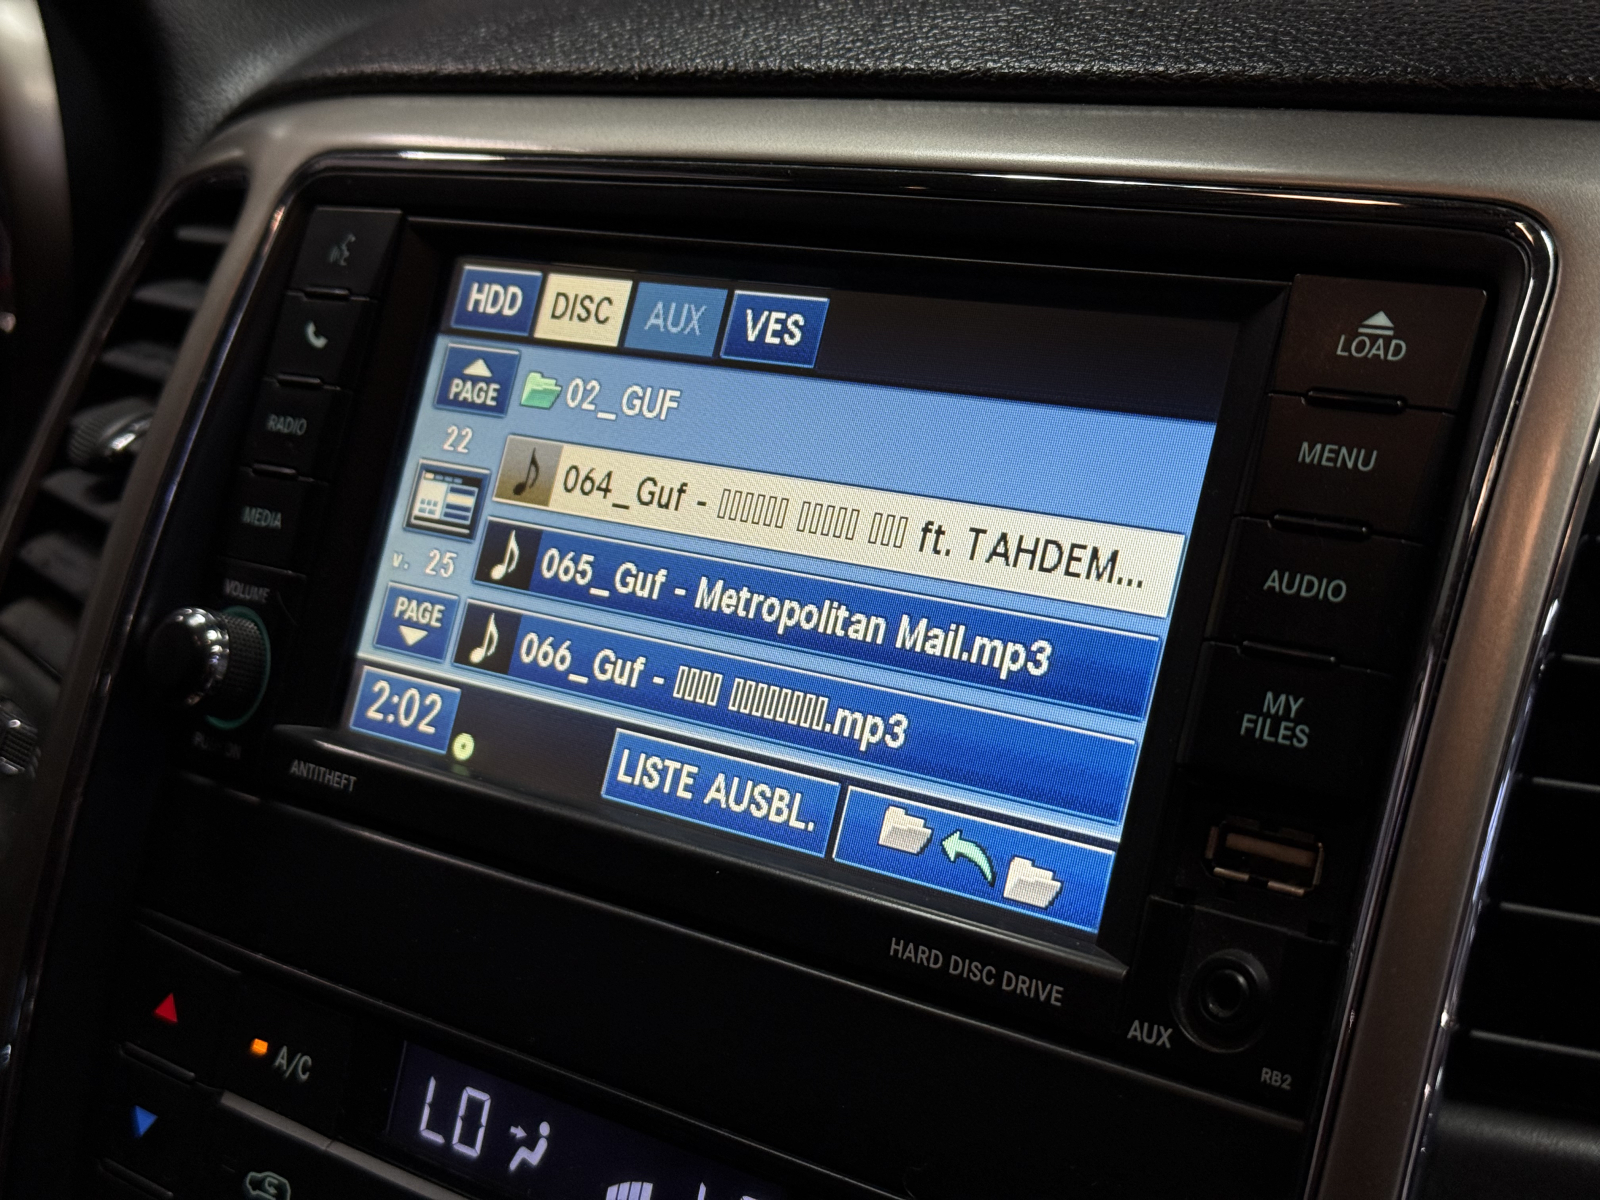 HDD DISC AUX VES
LOAD
PAGE
02_GUF
MENU
22
RADIO
064_Guf - ▯▯▯▯▯▯ ▯▯▯▯▯ ▯▯▯ ft. TAHDEM...
MEDIA
065_Guf - Metropolitan Mail.mp3
AUDIO
v. 25
VOLUME
PAGE
066_Guf - ▯▯▯▯ ▯▯▯▯▯▯▯▯.mp3
MY
FILES
2:02
LISTE AUSBL.
ANTITHEFT
HARD DISC DRIVE
AUX
RB2
A/C
LO